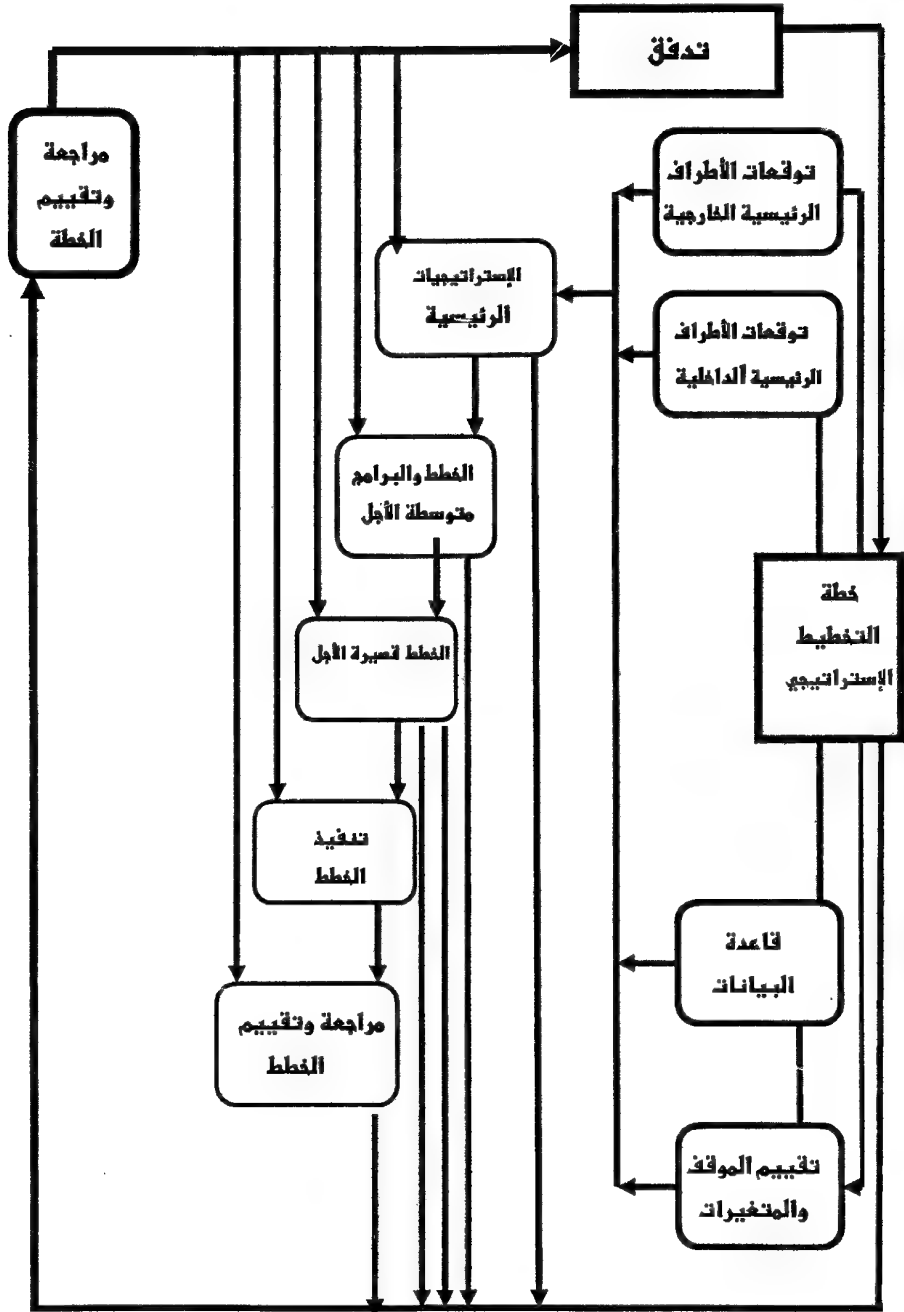 تدفق
توقعات الأطراف
الرئيسية الخارجية
مراجعة
وتقييم
الخطة
الإستراتيجيات
الرئيسية
توقعات الأطراف
الرئيسية الداخلية
الخطط والبرامج
متوسطة الأجل
خطة
التخطيط
الإستراتيجي
الخطط قصيرة الأجل
تنفيذ
الخطط
قاعدة
البيانات
مراجعة وتقييم
الخطط
تقييم الموقف
والمتغيرات